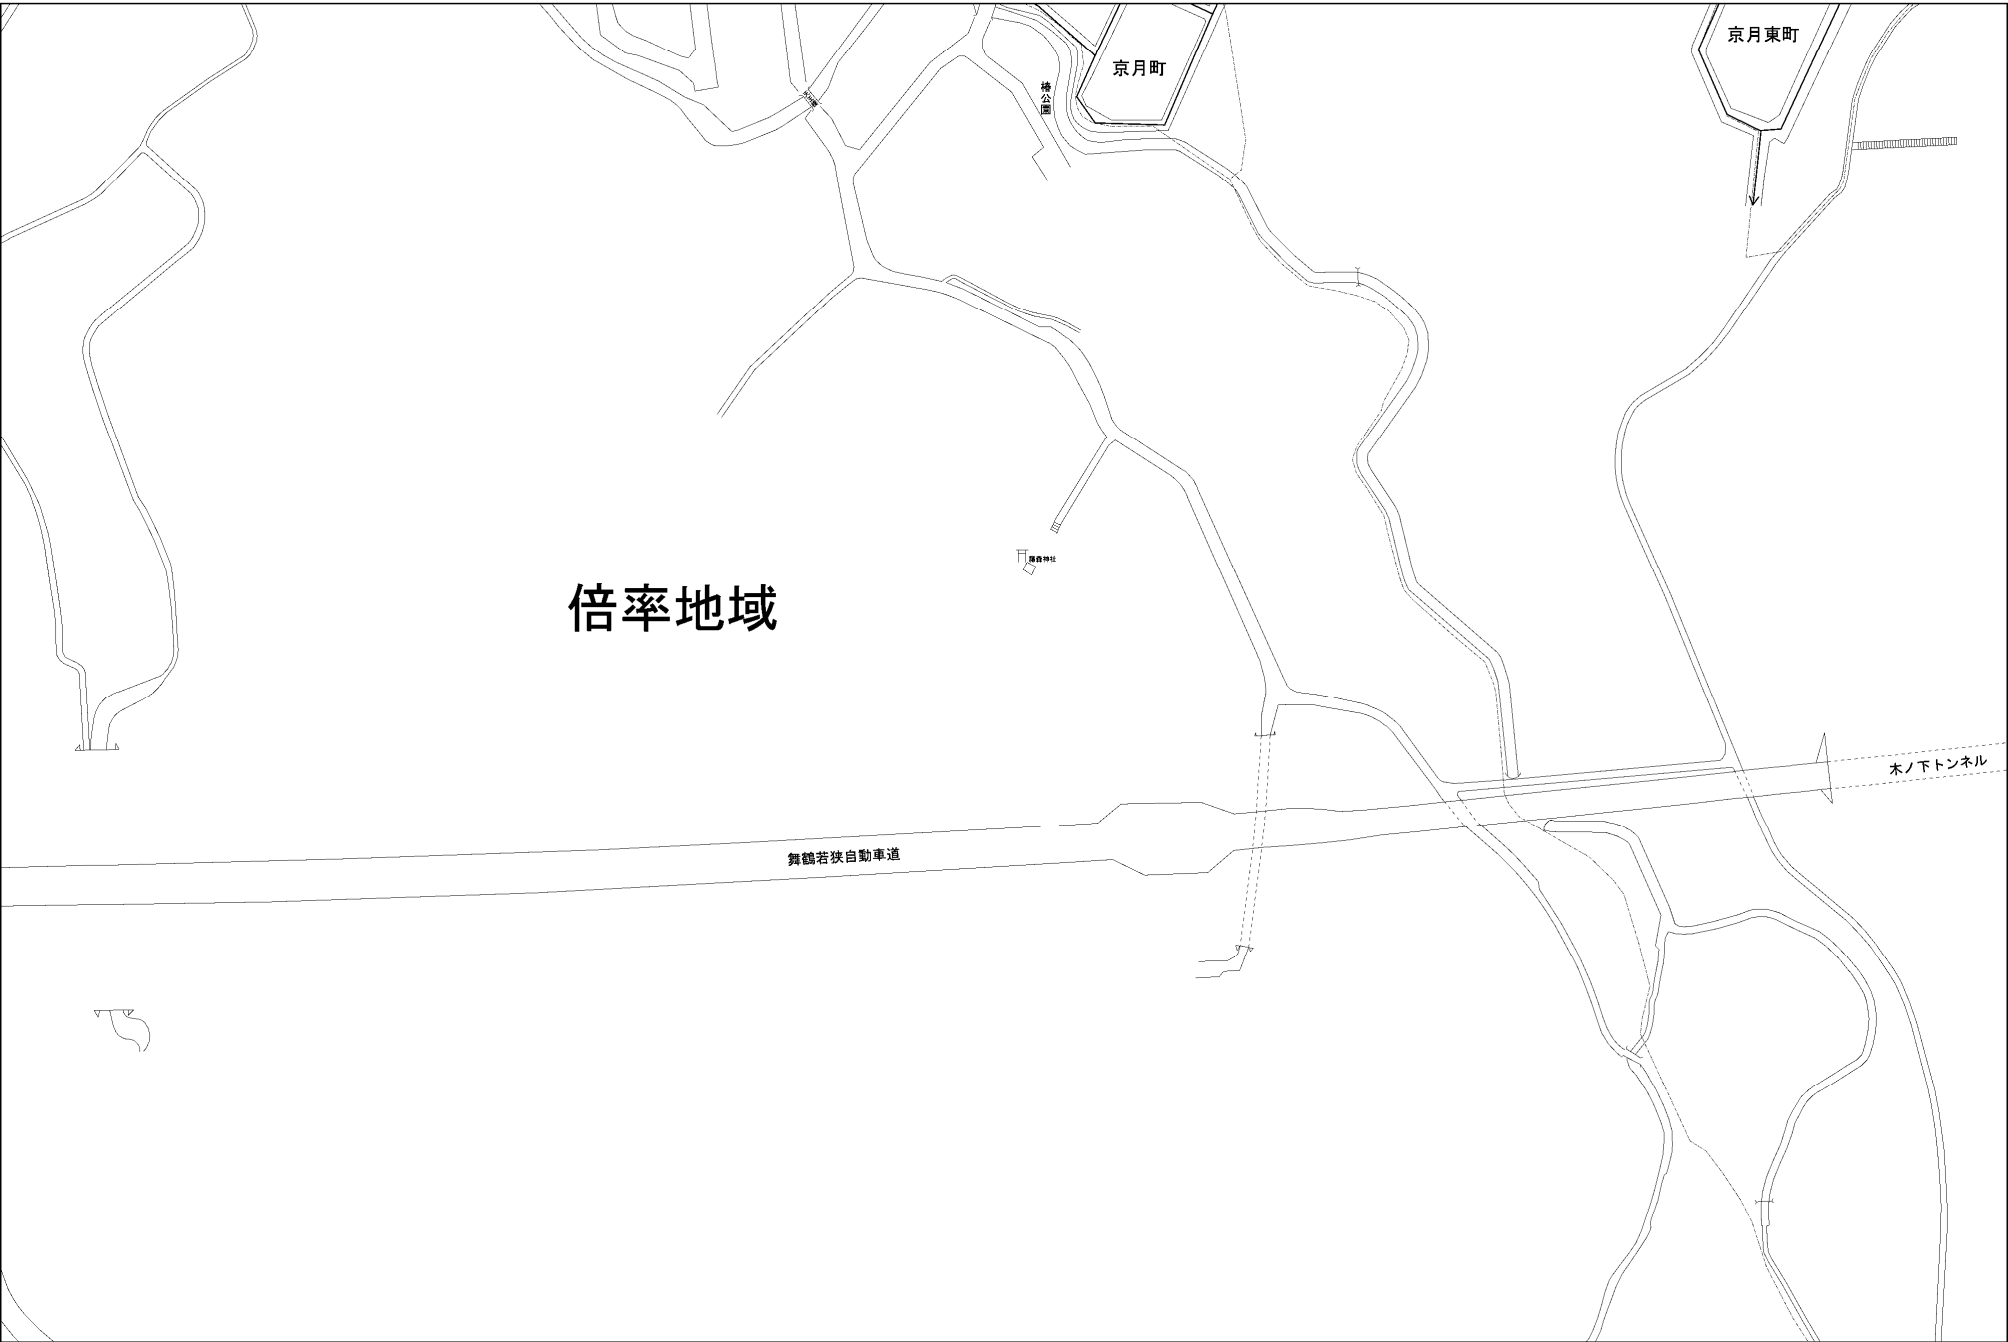 京月東町
京月町
椿公園
倍率地域
木ノ下トンネル
舞鶴若狭自動車道